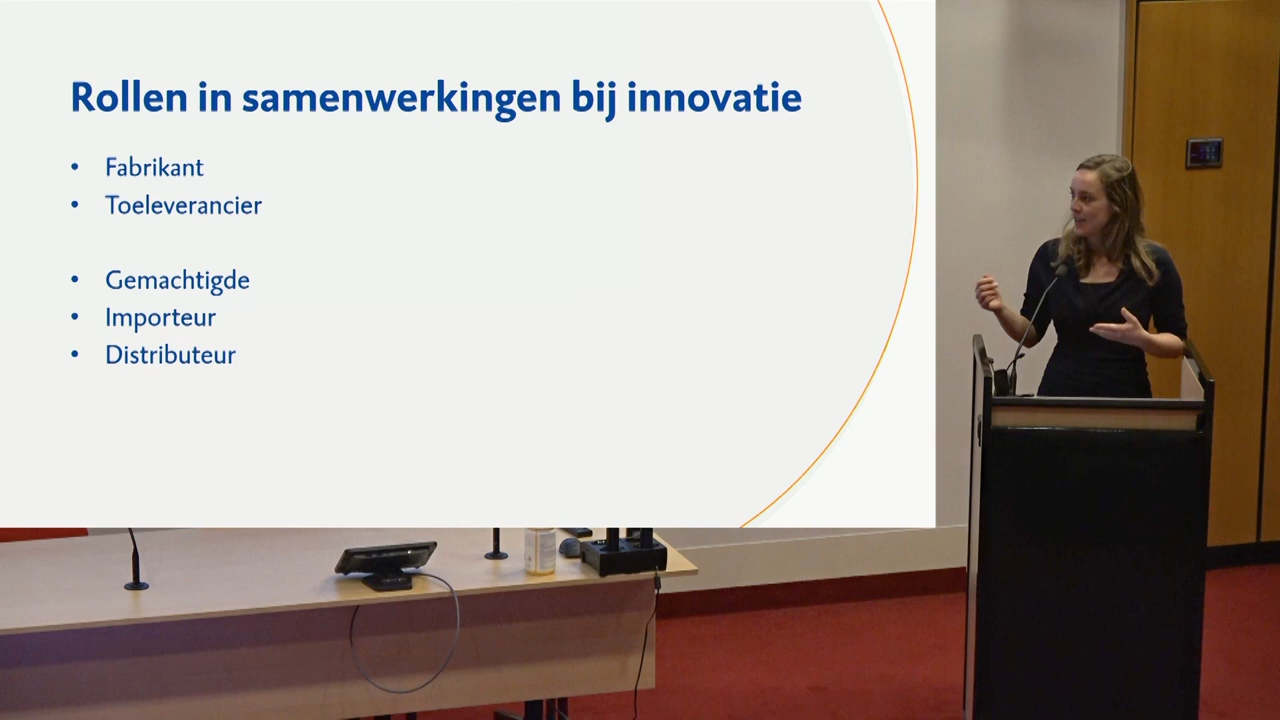 Rollen in samenwerkingen bij innovatie
• Fabrikant
• Toeleverancier
• Gemachtigde
• Importeur
• Distributeur